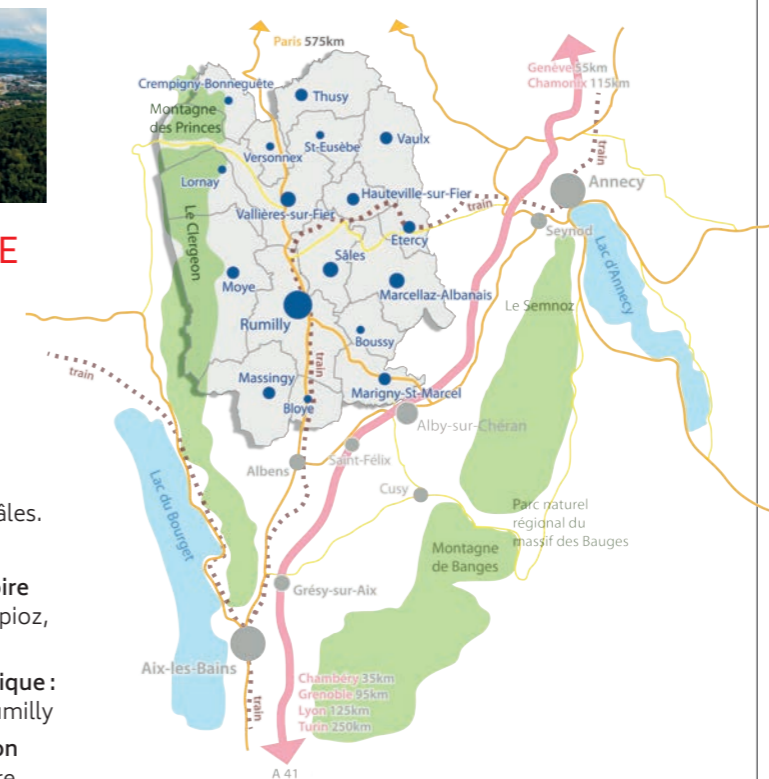 Paris 575km
Genève 55km
Chamonix 115km
Crempigny-Bonneguête
Thusy
Montagne
des Princes
St-Eusèbe
Vaulx
Versonnex
train
Lornay
Annecy
Hauteville-sur-Fier
Le Clergeon
Vallières-sur-Fier
train
Seynod
Etercy
E
Sâles
Lac d'Annecy
Moye
Marcellaz-Albanais
Le Semnoz
Rumilly
Boussy
train
train
Massingy
Marigny-St-Marcel
Bloye
Alby-sur-Chéran
Albens
Saint-Félix
Lac du Bourget
Cusy
âles.
Parc naturel
régional du
massif des Bauges
Montagne
de Banges
oire
Grésy-sur-Aix
pioz,
Aix-les-Bains
ique :
Chambéry 35km
umilly
Grenoble 95km
train
Lyon 125km
Turin 250km
on
re
A 41